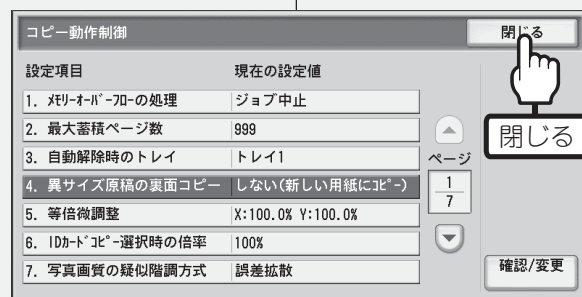 コピー動作制御 閉じる
設定項目 現在の設定値
1. ﾒﾓﾘｰｵｰﾊﾞｰﾌﾛｰの処理 ジョブ中止
2. 最大蓄積ページ数 999
3. 自動解除時のトレイ トレイ1
4. 異サイズ原稿の裏面コピー しない(新しい用紙にｺﾋﾟｰ)
5. 等倍微調整 X:100.0% Y:100.0%
6. IDｶｰﾄﾞｺﾋﾟｰ選択時の倍率 100%
7. 写真画質の疑似階調方式 誤差拡散
ページ
1
7
閉じる
確認/変更